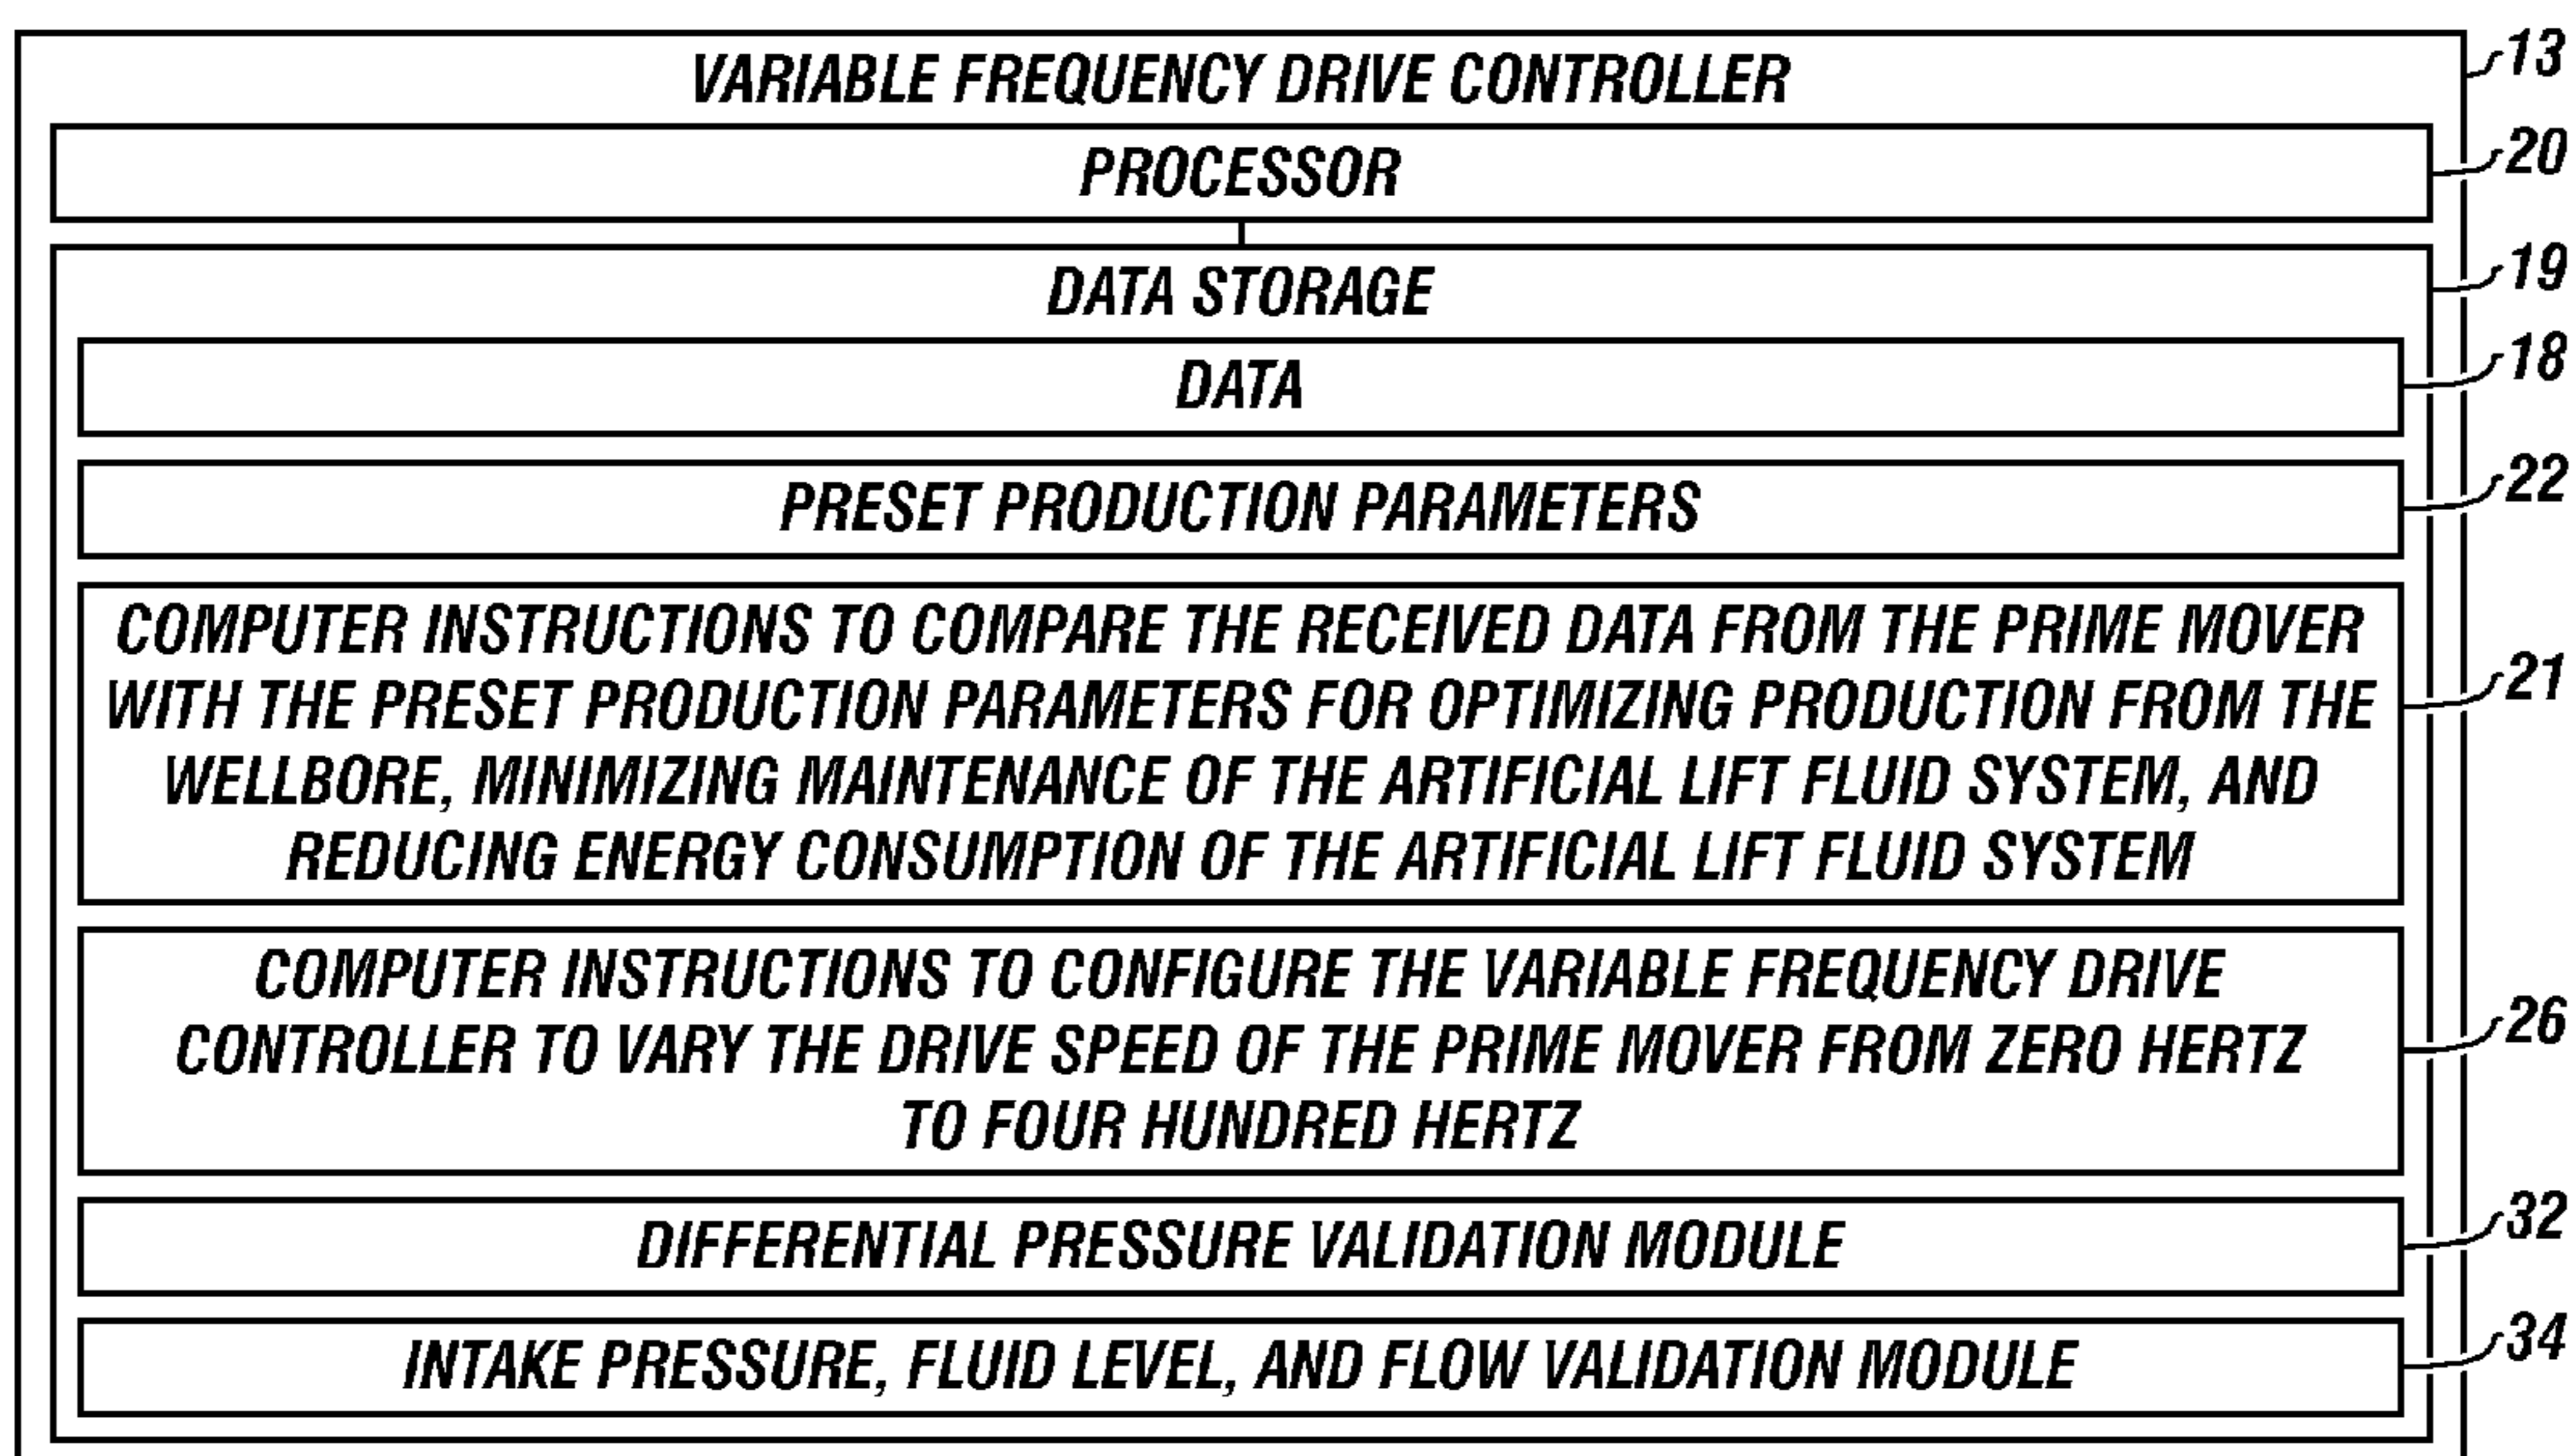 VARIABLE FREQUENCY DRIVE CONTROLLER 13
PROCESSOR 20
DATA STORAGE 19
DATA 18
PRESET PRODUCTION PARAMETERS 22
COMPUTER INSTRUCTIONS TO COMPARE THE RECEIVED DATA FROM THE PRIME MOVER
WITH THE PRESET PRODUCTION PARAMETERS FOR OPTIMIZING PRODUCTION FROM THE 21
WELLBORE, MINIMIZING MAINTENANCE OF THE ARTIFICIAL LIFT FLUID SYSTEM, AND
REDUCING ENERGY CONSUMPTION OF THE ARTIFICIAL LIFT FLUID SYSTEM
COMPUTER INSTRUCTIONS TO CONFIGURE THE VARIABLE FREQUENCY DRIVE
CONTROLLER TO VARY THE DRIVE SPEED OF THE PRIME MOVER FROM ZERO HERTZ 26
TO FOUR HUNDRED HERTZ
DIFFERENTIAL PRESSURE VALIDATION MODULE 32
INTAKE PRESSURE, FLUID LEVEL, AND FLOW VALIDATION MODULE 34